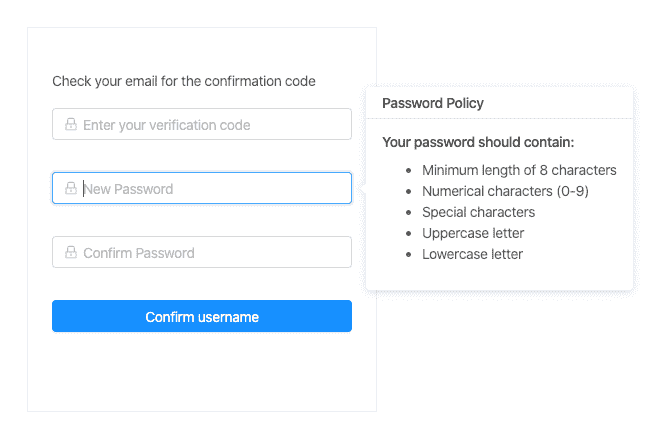 Check your email for the confirmation code
Enter your verification code
New Password
Confirm Password
Confirm username
Password Policy
Your password should contain:
• Minimum length of 8 characters
• Numerical characters (0-9)
• Special characters
• Uppercase letter
• Lowercase letter